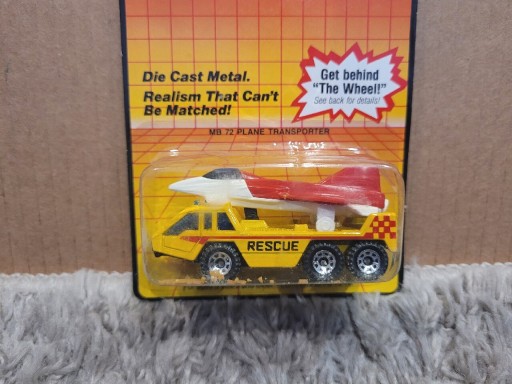 Die Cast Metal.
Realism That Can't
Be Matched!
Get behind
"The Wheel!"
See back for details!
MB 72 PLANE TRANSPORTER
RESCUE